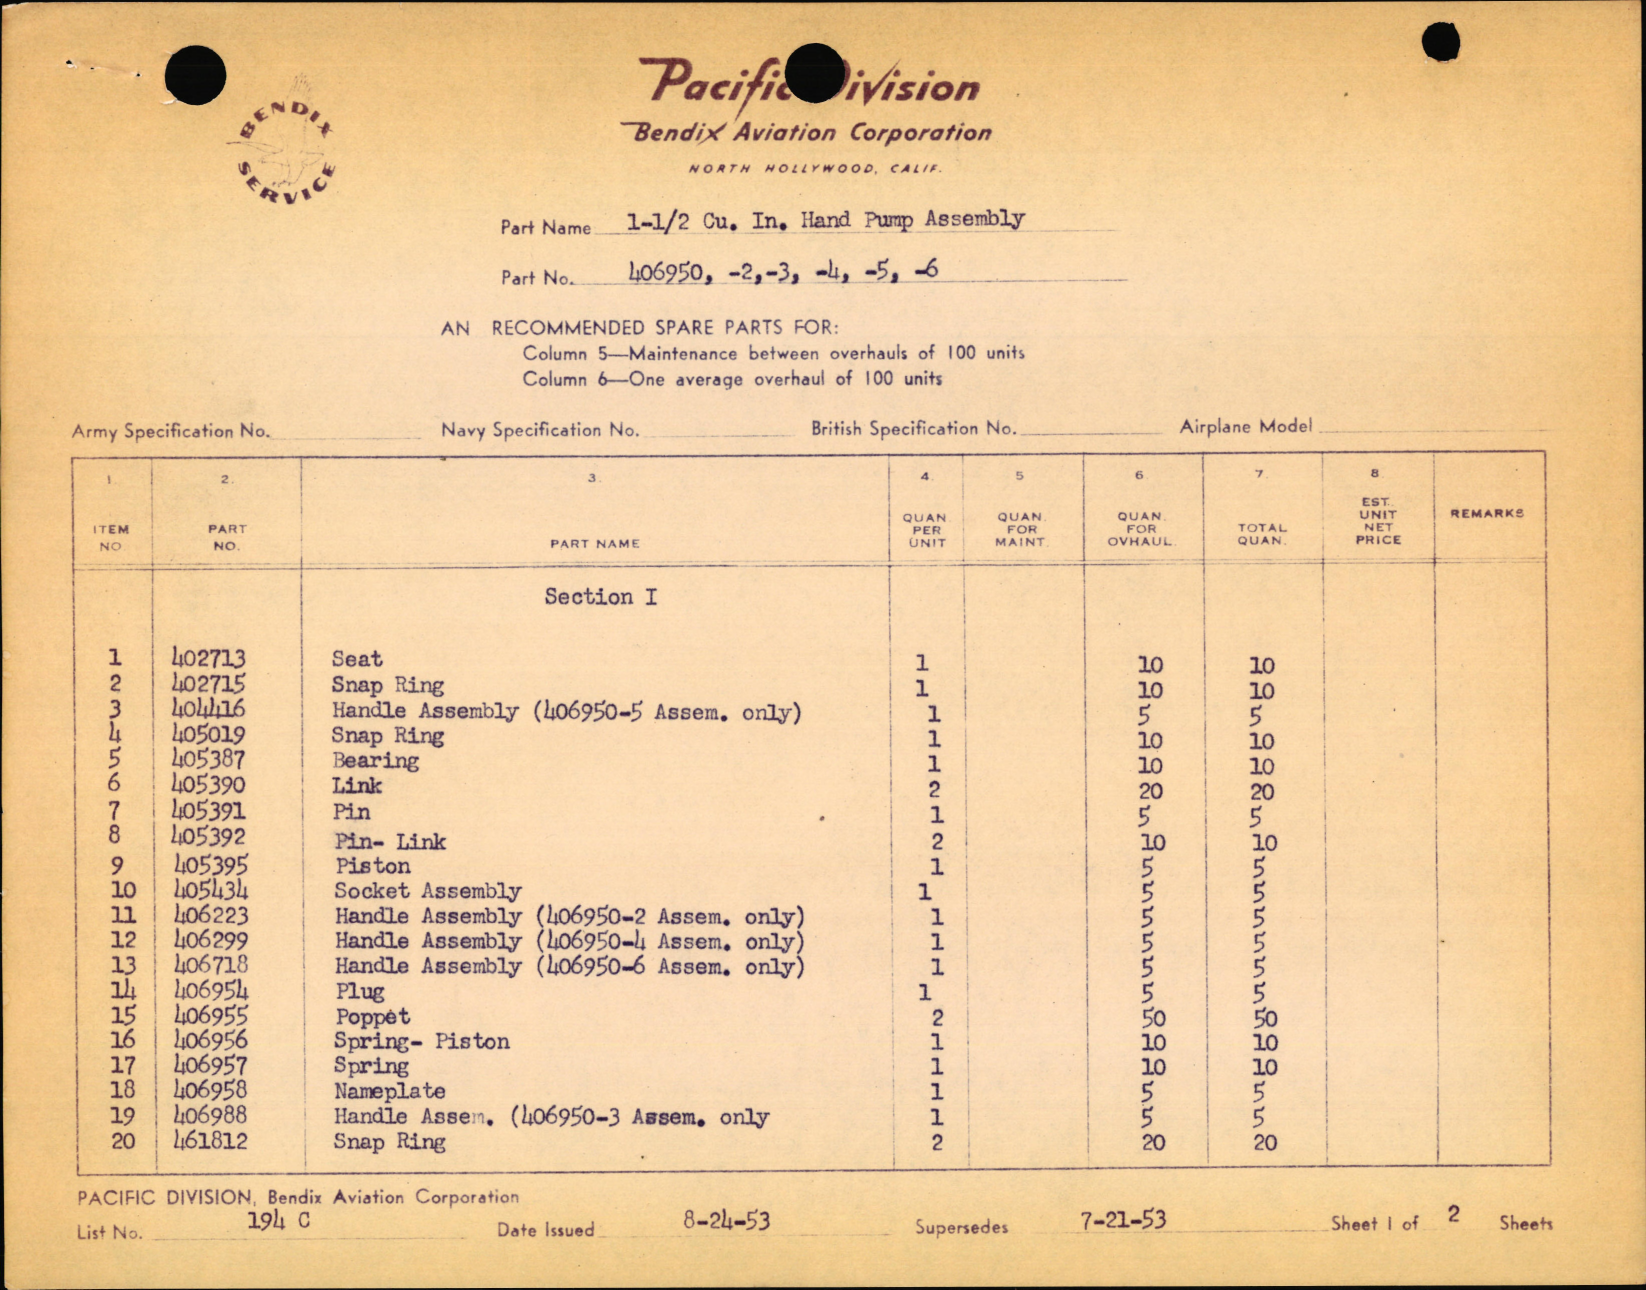 Pacific Division
Bendix Aviation Corporation
NORTH HOLLYWOOD, CALIF.
BENDIX
SERVICE
Part Name 1-1/2 Cu. In. Hand Pump Assembly
Part No. 406950, -2,-3, -4, -5, -6
AN RECOMMENDED SPARE PARTS FOR:
Column 5—Maintenance between overhauls of 100 units
Column 6—One average overhaul of 100 units
Army Specification No. Navy Specification No. British Specification No. Airplane Model
1 2. 3. 4. 5 6 7. 8.
ITEM NO. PART NO. PART NAME QUAN. PER UNIT QUAN. FOR MAINT. QUAN. FOR OVHAUL. TOTAL QUAN. EST. UNIT NET PRICE REMARKS
Section I
1 402713 Seat 1 10 10
2 402715 Snap Ring 1 10 10
3 404416 Handle Assembly (406950-5 Assem. only) 1 5 5
4 405019 Snap Ring 1 10 10
5 405387 Bearing 1 10 10
6 405390 Link 2 20 20
7 405391 Pin 1 5 5
8 405392 Pin- Link 2 10 10
9 405395 Piston 1 5 5
10 405434 Socket Assembly 1 5 5
11 406223 Handle Assembly (406950-2 Assem. only) 1 5 5
12 406299 Handle Assembly (406950-4 Assem. only) 1 5 5
13 406718 Handle Assembly (406950-6 Assem. only) 1 5 5
14 406954 Plug 1 5 5
15 406955 Poppet 2 50 50
16 406956 Spring- Piston 1 10 10
17 406957 Spring 1 10 10
18 406958 Nameplate 1 5 5
19 406988 Handle Assem. (406950-3 Assem. only 1 5 5
20 461812 Snap Ring 2 20 20
PACIFIC DIVISION, Bendix Aviation Corporation
List No. 194 C Date Issued 8-24-53 Supersedes 7-21-53 Sheet 1 of 2 Sheets